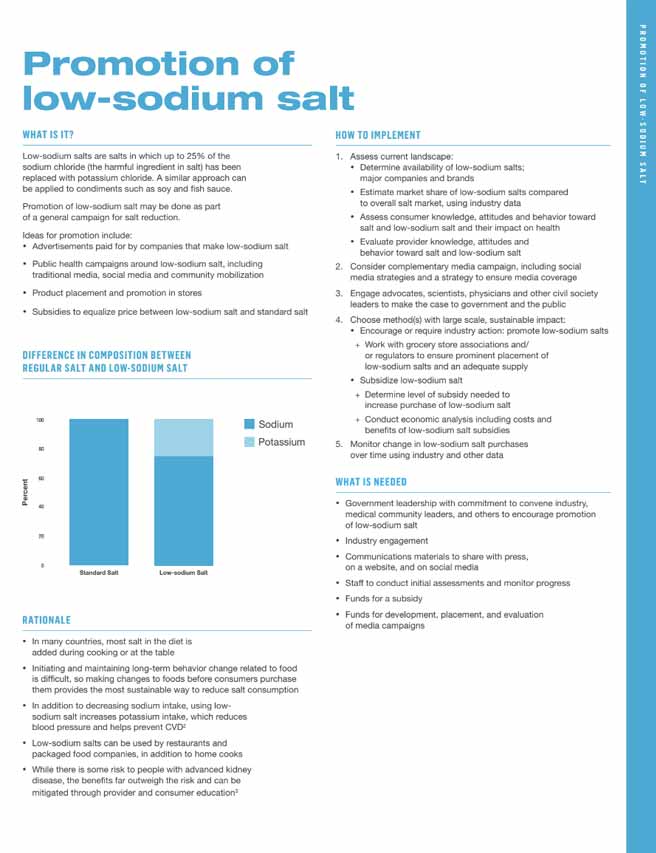 Promotion of
low-sodium salt
WHAT IS IT?
Low-sodium salts are salts in which up to 25% of the
sodium chloride (the harmful ingredient in salt) has been
replaced with potassium chloride. A similar approach can
be applied to condiments such as soy and fish sauce.
Promotion of low-sodium salt may be done as part
of a general campaign for salt reduction.
Ideas for promotion include:
• Advertisements paid for by companies that make low-sodium salt
• Public health campaigns around low-sodium salt, including
traditional media, social media and community mobilization
• Product placement and promotion in stores
• Subsidies to equalize price between low-sodium salt and standard salt
DIFFERENCE IN COMPOSITION BETWEEN
REGULAR SALT AND LOW-SODIUM SALT
Percent
100
80
60
40
20
0
Standard Salt
Low-sodium Salt
Sodium
Potassium
RATIONALE
• In many countries, most salt in the diet is
added during cooking or at the table
• Initiating and maintaining long-term behavior change related to food
is difficult, so making changes to foods before consumers purchase
them provides the most sustainable way to reduce salt consumption
• In addition to decreasing sodium intake, using low-
sodium salt increases potassium intake, which reduces
blood pressure and helps prevent CVD²
• Low-sodium salts can be used by restaurants and
packaged food companies, in addition to home cooks
• While there is some risk to people with advanced kidney
disease, the benefits far outweigh the risk and can be
mitigated through provider and consumer education³
HOW TO IMPLEMENT
1. Assess current landscape:
• Determine availability of low-sodium salts;
major companies and brands
• Estimate market share of low-sodium salts compared
to overall salt market, using industry data
• Assess consumer knowledge, attitudes and behavior toward
salt and low-sodium salt and their impact on health
• Evaluate provider knowledge, attitudes and
behavior toward salt and low-sodium salt
2. Consider complementary media campaign, including social
media strategies and a strategy to ensure media coverage
3. Engage advocates, scientists, physicians and other civil society
leaders to make the case to government and the public
4. Choose method(s) with large scale, sustainable impact:
• Encourage or require industry action: promote low-sodium salts
+ Work with grocery store associations and/
or regulators to ensure prominent placement of
low-sodium salts and an adequate supply
• Subsidize low-sodium salt
+ Determine level of subsidy needed to
increase purchase of low-sodium salt
+ Conduct economic analysis including costs and
benefits of low-sodium salt subsidies
5. Monitor change in low-sodium salt purchases
over time using industry and other data
WHAT IS NEEDED
• Government leadership with commitment to convene industry,
medical community leaders, and others to encourage promotion
of low-sodium salt
• Industry engagement
• Communications materials to share with press,
on a website, and on social media
• Staff to conduct initial assessments and monitor progress
• Funds for a subsidy
• Funds for development, placement, and evaluation
of media campaigns
PROMOTION OF LOW-SODIUM SALT